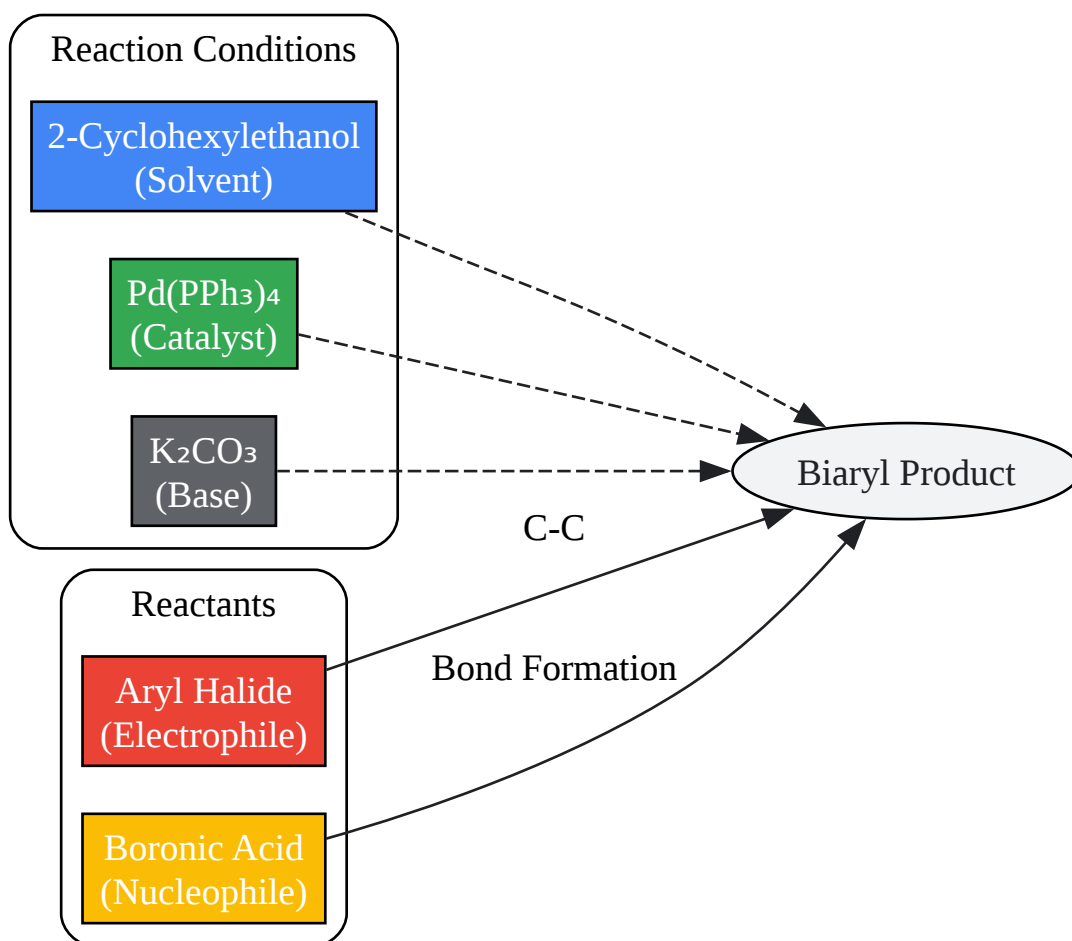 Reaction Conditions
2-Cyclohexylethanol
(Solvent)
Pd(PPh₃)₄
(Catalyst)
K₂CO₃
(Base)
Biaryl Product
C-C
Reactants
Bond Formation
Aryl Halide
(Electrophile)
Boronic Acid
(Nucleophile)